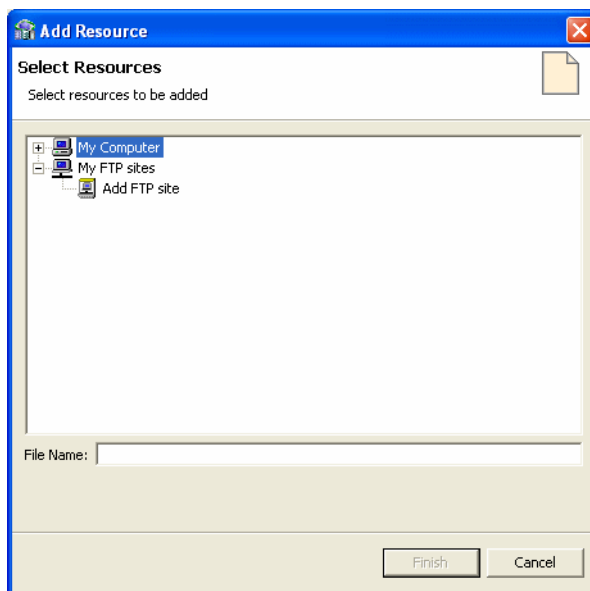 Add Resource
Select Resources
Select resources to be added
My Computer
My FTP sites
Add FTP site
File Name:
Finish
Cancel